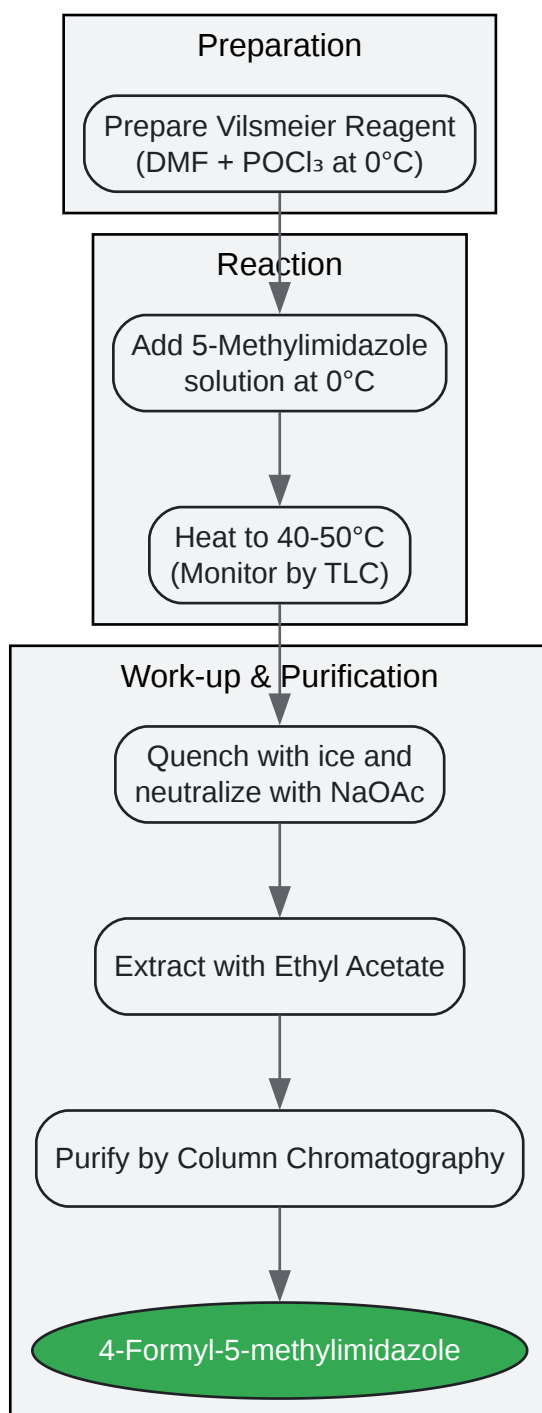 Preparation
Prepare Vilsmeier Reagent
(DMF + POCl₃ at 0°C)
Reaction
Add 5-Methylimidazole
solution at 0°C
Heat to 40-50°C
(Monitor by TLC)
Work-up & Purification
Quench with ice and
neutralize with NaOAc
Extract with Ethyl Acetate
Purify by Column Chromatography
4-Formyl-5-methylimidazole